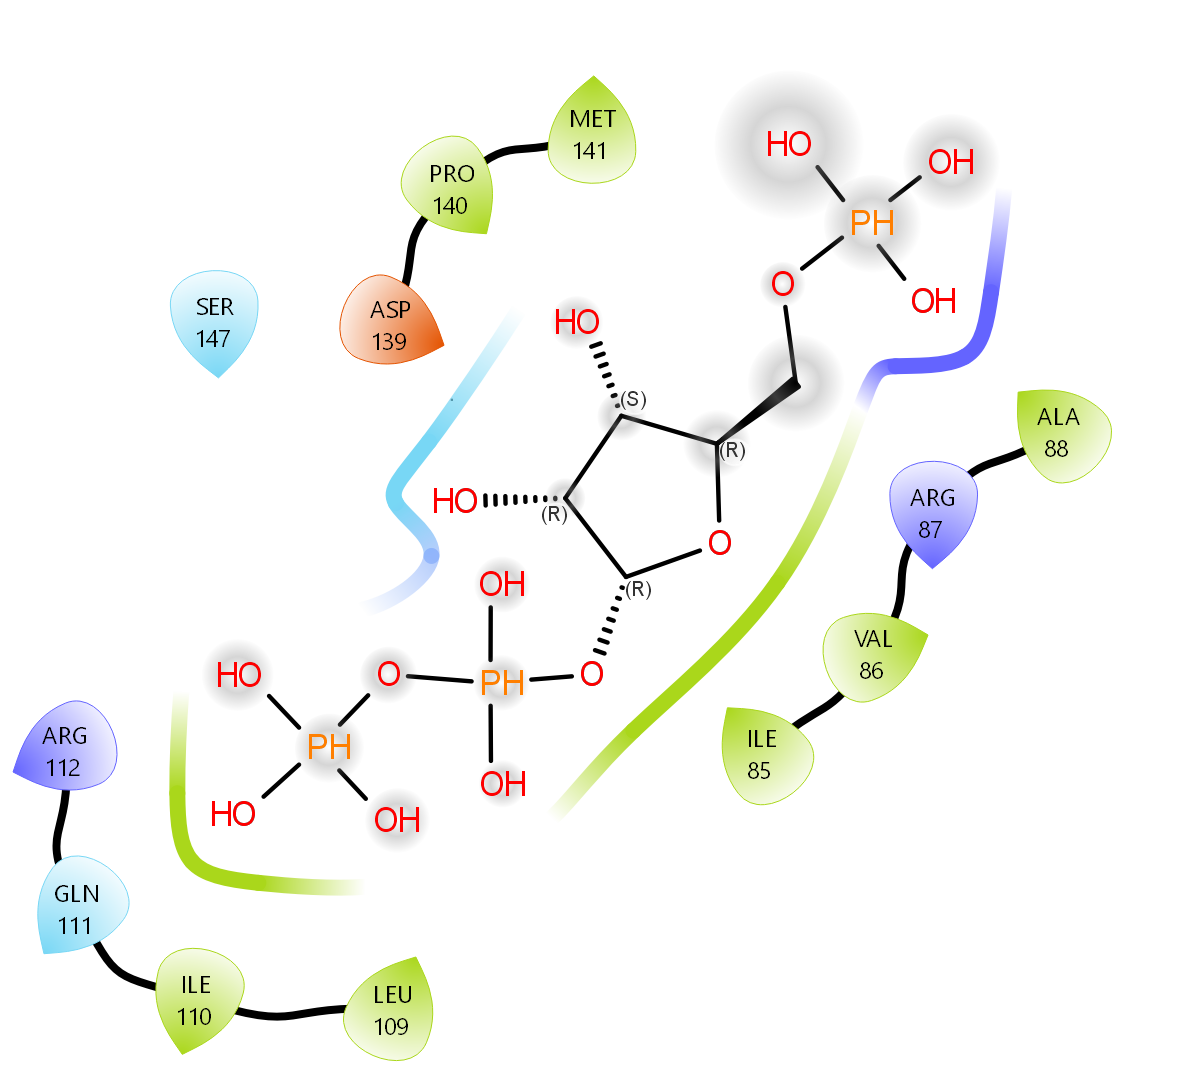 MET
141
HO
OH
PRO
140
PH
SER
147
ASP
139
HO
O
OH
(S)
(R)
HO
(R)
ALA
88
ARG
87
O
OH
(R)
VAL
86
HO
O
PH
O
ARG
112
PH
ILE
85
HO
OH
OH
GLN
111
ILE
110
LEU
109